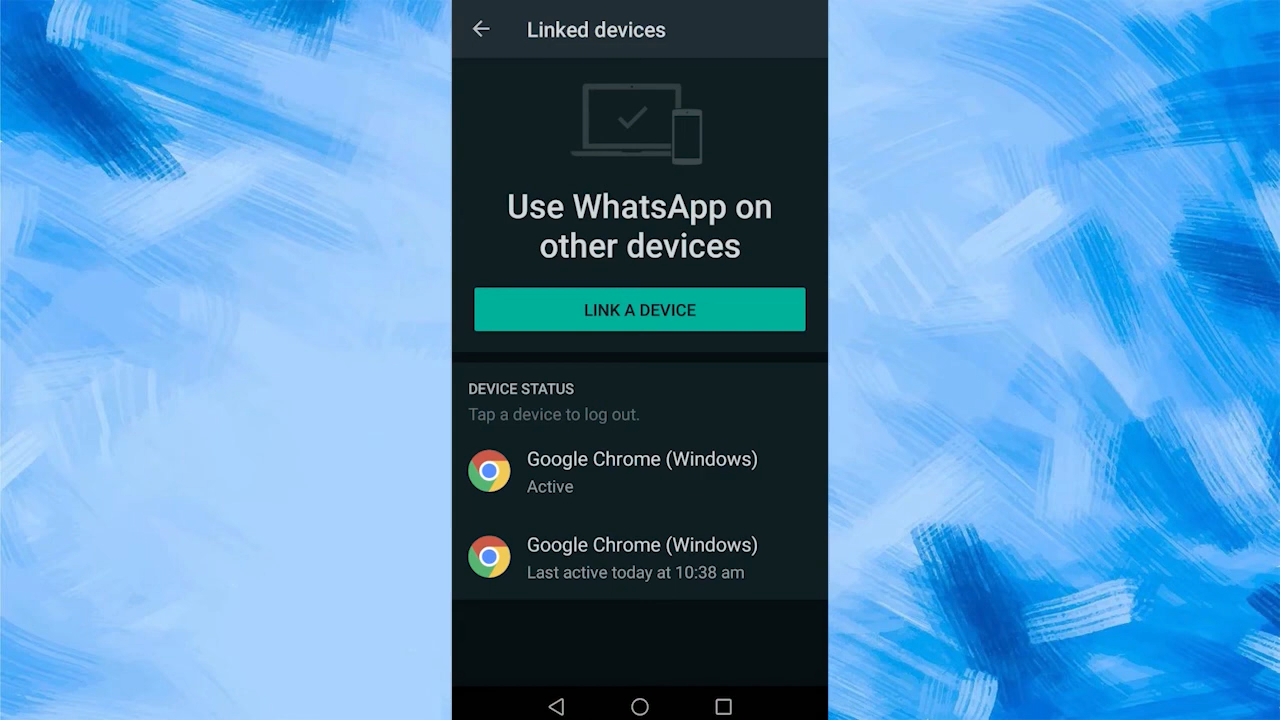 Linked devices
Use WhatsApp on
other devices
LINK A DEVICE
DEVICE STATUS
Tap a device to log out.
Google Chrome (Windows)
Active
Google Chrome (Windows)
Last active today at 10:38 am